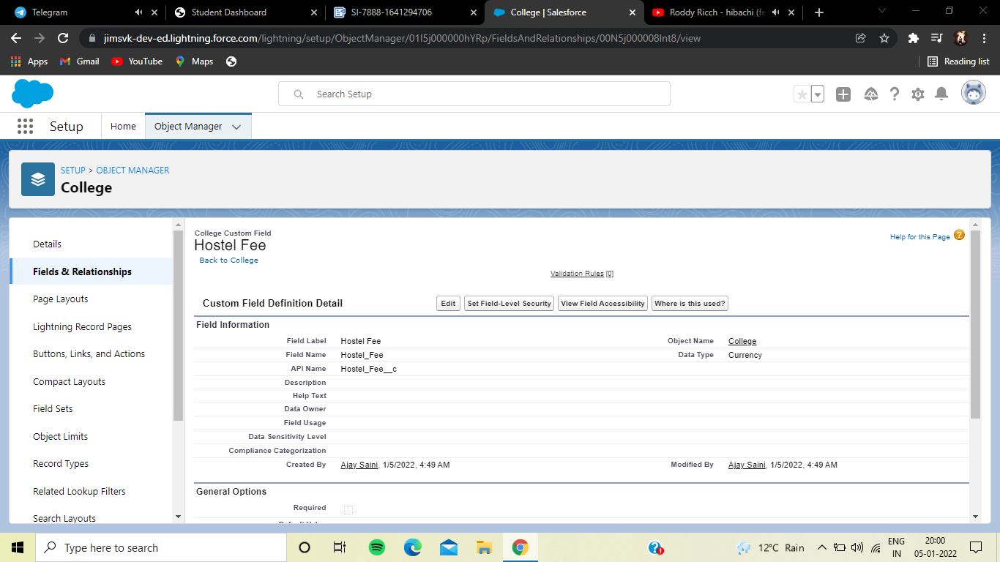 Telegram
Student Dashboard
SI-7888-1641294706
College | Salesforce
Roddy Ricch - hibachi (fe
jimsvk-dev-ed.lightning.force.com/lightning/setup/ObjectManager/01I5j000000hYRp/FieldsAndRelationships/00N5j000008Int8/view
Apps
Gmail
YouTube
Maps
Reading list
Search Setup
Setup
Home
Object Manager
SETUP > OBJECT MANAGER
College
Details
Fields & Relationships
Page Layouts
Lightning Record Pages
Buttons, Links, and Actions
Compact Layouts
Field Sets
Object Limits
Record Types
Related Lookup Filters
Search Layouts
College Custom Field
Hostel Fee
Back to College
Help for this Page
Validation Rules [0]
Custom Field Definition Detail
Edit
Set Field-Level Security
View Field Accessibility
Where is this used?
Field Information
Field Label Hostel Fee Object Name College
Field Name Hostel_Fee Data Type Currency
API Name Hostel_Fee__c
Description
Help Text
Data Owner
Field Usage
Data Sensitivity Level
Compliance Categorization
Created By Ajay Saini, 1/5/2022, 4:49 AM Modified By Ajay Saini, 1/5/2022, 4:49 AM
General Options
Required
Type here to search
12°C Rain
ENG
IN
20:00
05-01-2022